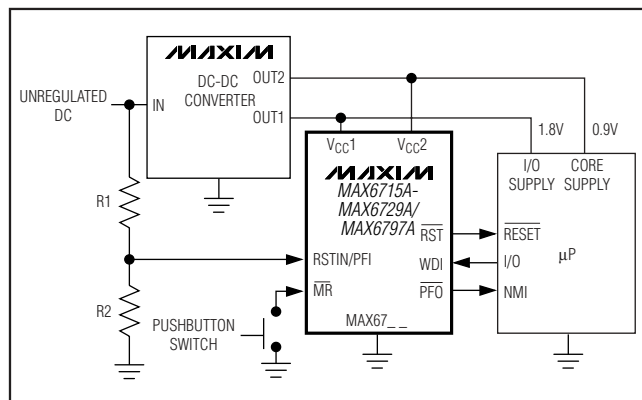 MAXIM
DC-DC
CONVERTER
UNREGULATED
DC
IN
OUT2
OUT1
1.8V
0.9V
VCC1
VCC2
MAXIM
MAX6715A–
MAX6729A/
MAX6797A
I/O
SUPPLY
CORE
SUPPLY
R1
RST
RESET
RSTIN/PFI
WDI
I/O
µP
MR
PFO
NMI
R2
PUSHBUTTON
SWITCH
MAX67_ _